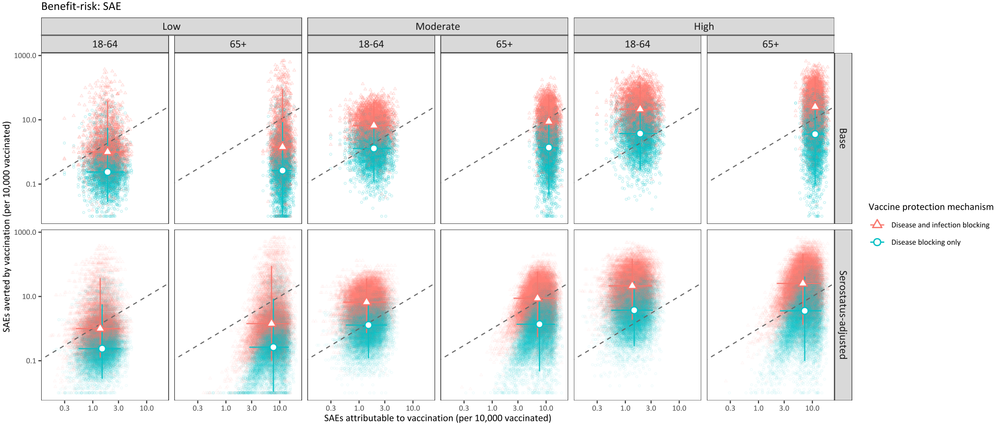 Benefit-risk: SAE
Low
Moderate
High
18-64
65+
18-64
65+
18-64
65+
1000.0
10.0
0.1
Base
1000.0
10.0
0.1
Serostatus-adjusted
SAEs averted by vaccination (per 10,000 vaccinated)
0.3 1.0 3.0 10.0
0.3 1.0 3.0 10.0
0.3 1.0 3.0 10.0
0.3 1.0 3.0 10.0
0.3 1.0 3.0 10.0
0.3 1.0 3.0 10.0
SAEs attributable to vaccination (per 10,000 vaccinated)
Vaccine protection mechanism
Disease and infection blocking
Disease blocking only